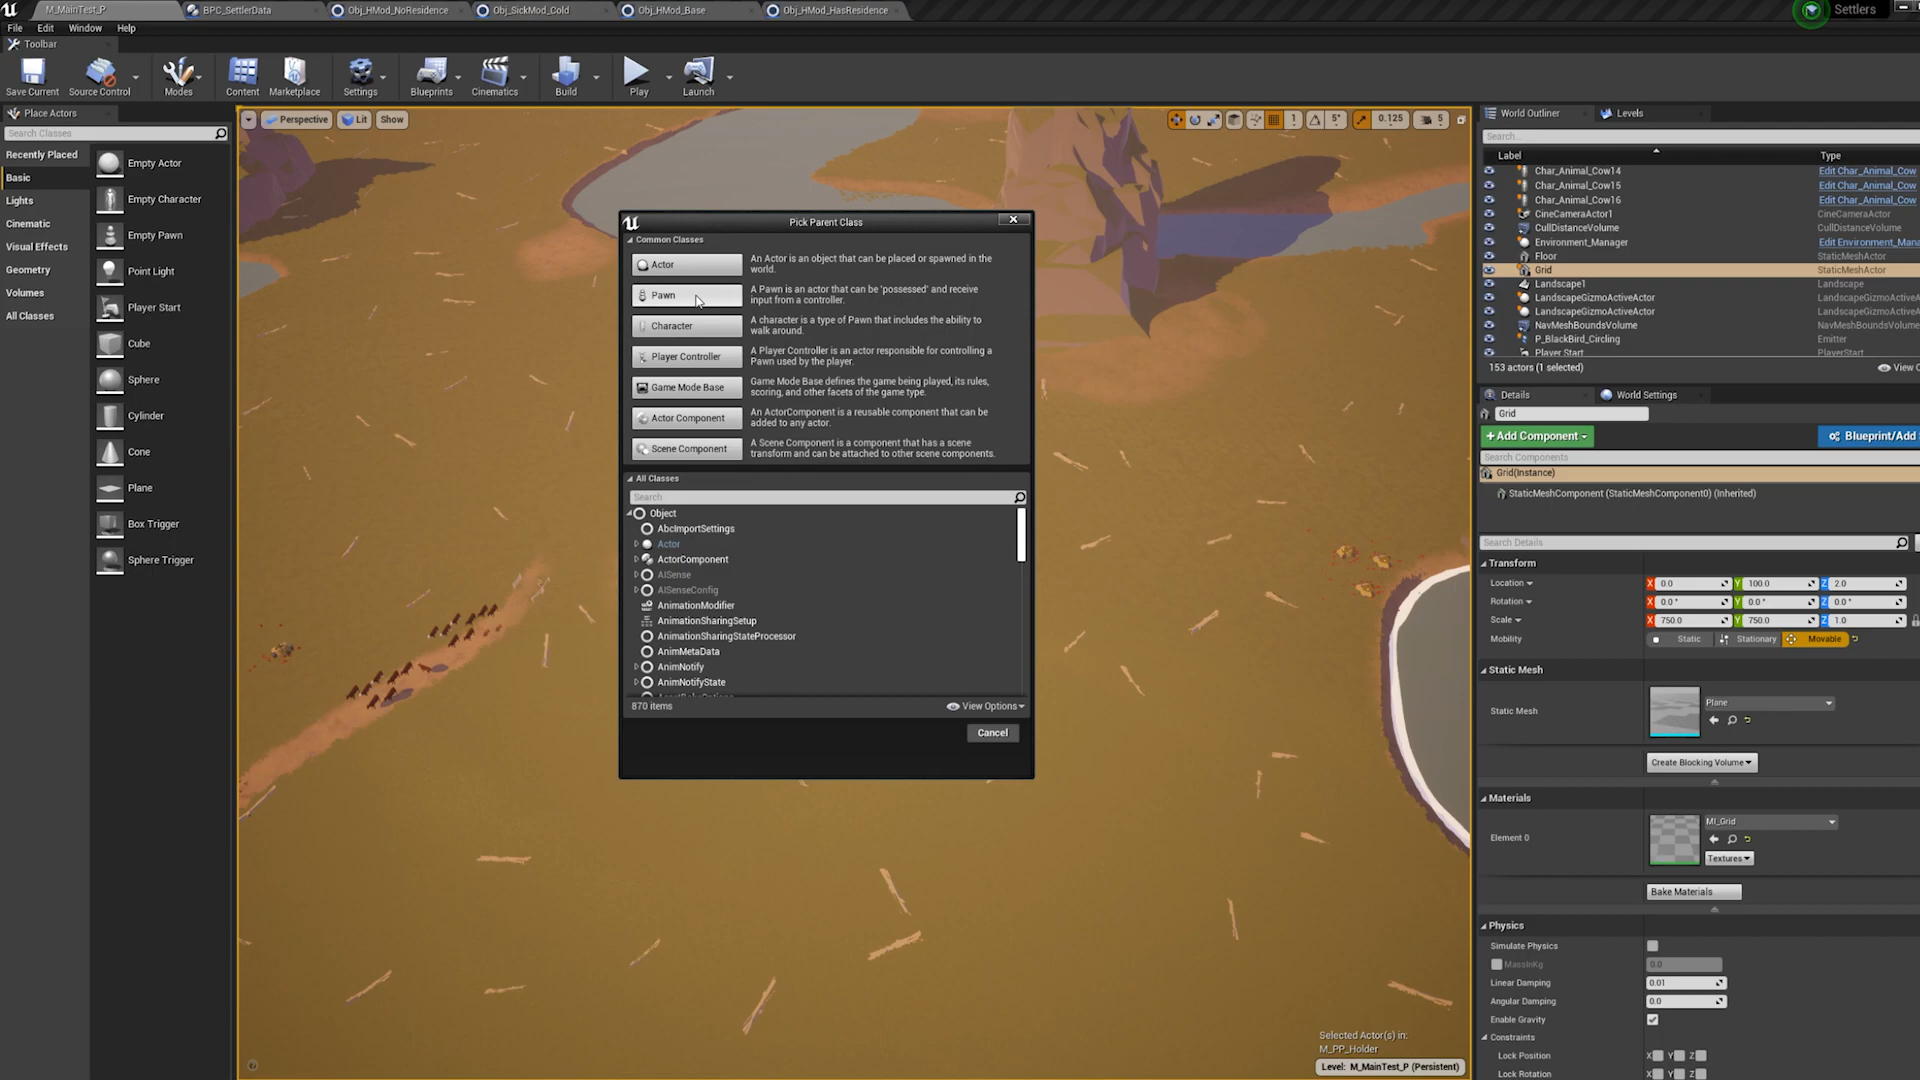 M_MainTest_P
BPC_SettlerData
Obj_HMod_NoResidence
Obj_SickMod_Cold
Obj_HMod_Base
Obj_HMod_HasResidence
Settlers
File Edit Window Help
Toolbar
Save Current
Source Control
Modes
Content
Marketplace
Settings
Blueprints
Cinematics
Build
Play
Launch
Place Actors
Search Classes
Recently Placed
Basic
Lights
Cinematic
Visual Effects
Geometry
Volumes
All Classes
Empty Actor
Empty Character
Empty Pawn
Point Light
Player Start
Cube
Sphere
Cylinder
Cone
Plane
Box Trigger
Sphere Trigger
Perspective Lit Show
1 5° 0.125 5
Pick Parent Class
Common Classes
Actor
An Actor is an object that can be placed or spawned in the
world.
Pawn
A Pawn is an actor that can be 'possessed' and receive
input from a controller.
Character
A character is a type of Pawn that includes the ability to
walk around.
Player Controller
A Player Controller is an actor responsible for controlling a
Pawn used by the player.
Game Mode Base
Game Mode Base defines the game being played, its rules,
scoring, and other facets of the game type.
Actor Component
An ActorComponent is a reusable component that can be
added to any actor.
Scene Component
A Scene Component is a component that has a scene
transform and can be attached to other scene components.
All Classes
Search
Object
AbcImportSettings
Actor
ActorComponent
AISense
AISenseConfig
AnimationModifier
AnimationSharingSetup
AnimationSharingStateProcessor
AnimMetaData
AnimNotify
AnimNotifyState
870 items
View Options
Cancel
Selected Actor(s) in:
M_PP_Holder
Level: M_MainTest_P (Persistent)
World Outliner
Levels
Search...
Label Type
Char_Animal_Cow14 Edit Char_Animal_Cow
Char_Animal_Cow15 Edit Char_Animal_Cow
Char_Animal_Cow16 Edit Char_Animal_Cow
CineCameraActor1 CineCameraActor
CullDistanceVolume CullDistanceVolume
Environment_Manager Edit Environment_Mana
Floor StaticMeshActor
Grid StaticMeshActor
Landscape1 Landscape
LandscapeGizmoActiveActor LandscapeGizmoActiveA
LandscapeGizmoActiveActor LandscapeGizmoActiveA
NavMeshBoundsVolume NavMeshBoundsVolume
P_BlackBird_Circling Emitter
Player Start PlayerStart
153 actors (1 selected)
View O
Details
World Settings
Grid
+Add Component
Blueprint/Add
Search Components
Grid(Instance)
StaticMeshComponent (StaticMeshComponent0) (Inherited)
Search Details
Transform
Location X 0.0 Y 100.0 Z 2.0
Rotation X 0.0 ° Y 0.0 ° Z 0.0 °
Scale X 750.0 Y 750.0 Z 1.0
Mobility Static Stationary Movable
Static Mesh
Static Mesh
Plane
Create Blocking Volume
Materials
Element 0
MI_Grid
Textures
Bake Materials
Physics
Simulate Physics
MassInKg 0.0
Linear Damping 0.01
Angular Damping 0.0
Enable Gravity
Constraints
Lock Position X Y Z
Lock Rotation X Y Z